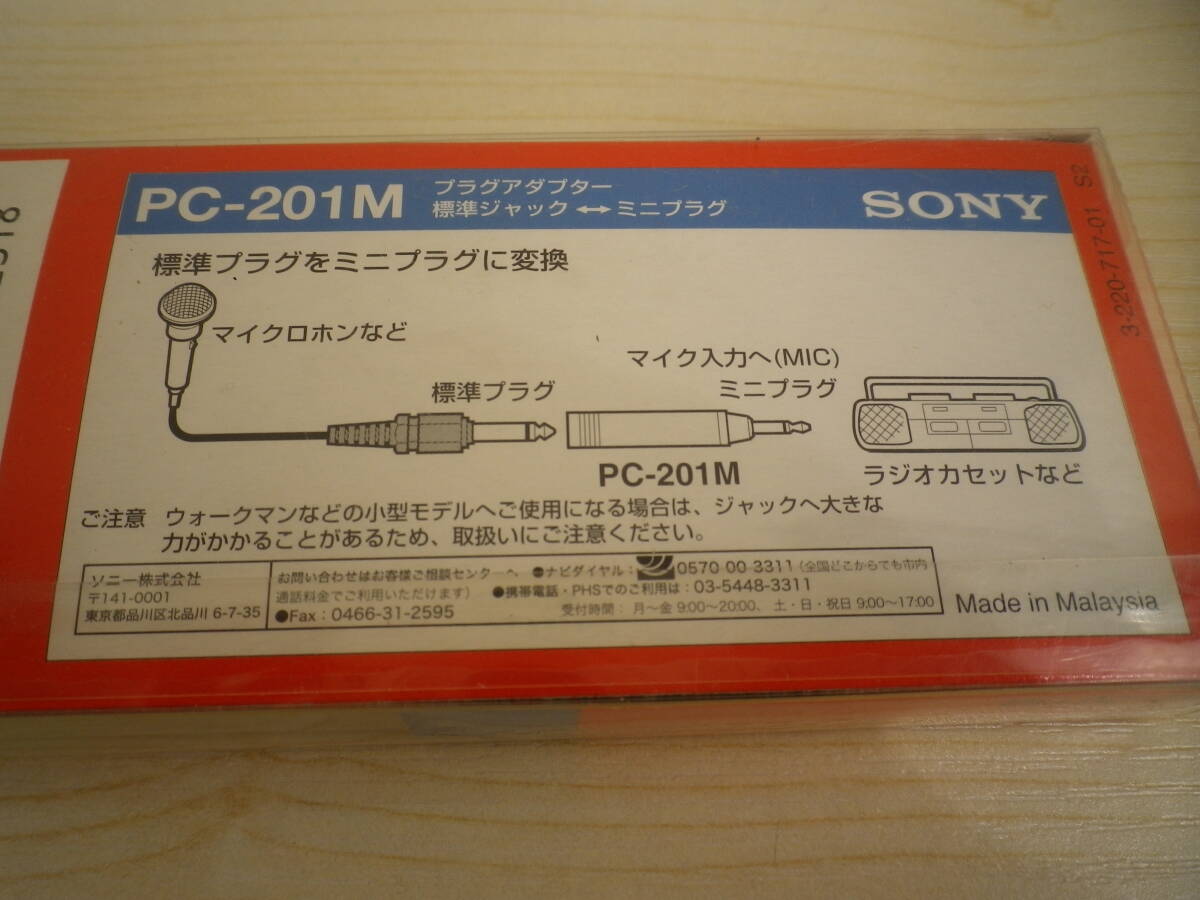 PC-201M
プラグアダプター
標準ジャック ↔ ミニプラグ
SONY
標準プラグをミニプラグに変換
マイクロホンなど
標準プラグ
マイク入力へ(MIC)
ミニプラグ
PC-201M
ラジオカセットなど
ご注意 ウォークマンなどの小型モデルへご使用になる場合は、ジャックへ大きな
力がかかることがあるため、取扱いにご注意ください。
ソニー株式会社
〒141-0001
東京都品川区北品川 6-7-35
お問い合わせはお客様ご相談センターへ ●ナビダイヤル: 0570-00-3311 (全国どこからでも市内
通話料金でご利用いただけます) ●携帯電話・PHSでのご利用は: 03-5448-3311
●Fax: 0466-31-2595 受付時間: 月〜金 9:00〜20:00、土・日・祝日 9:00〜17:00
Made in Malaysia
3-220-717-01 S2